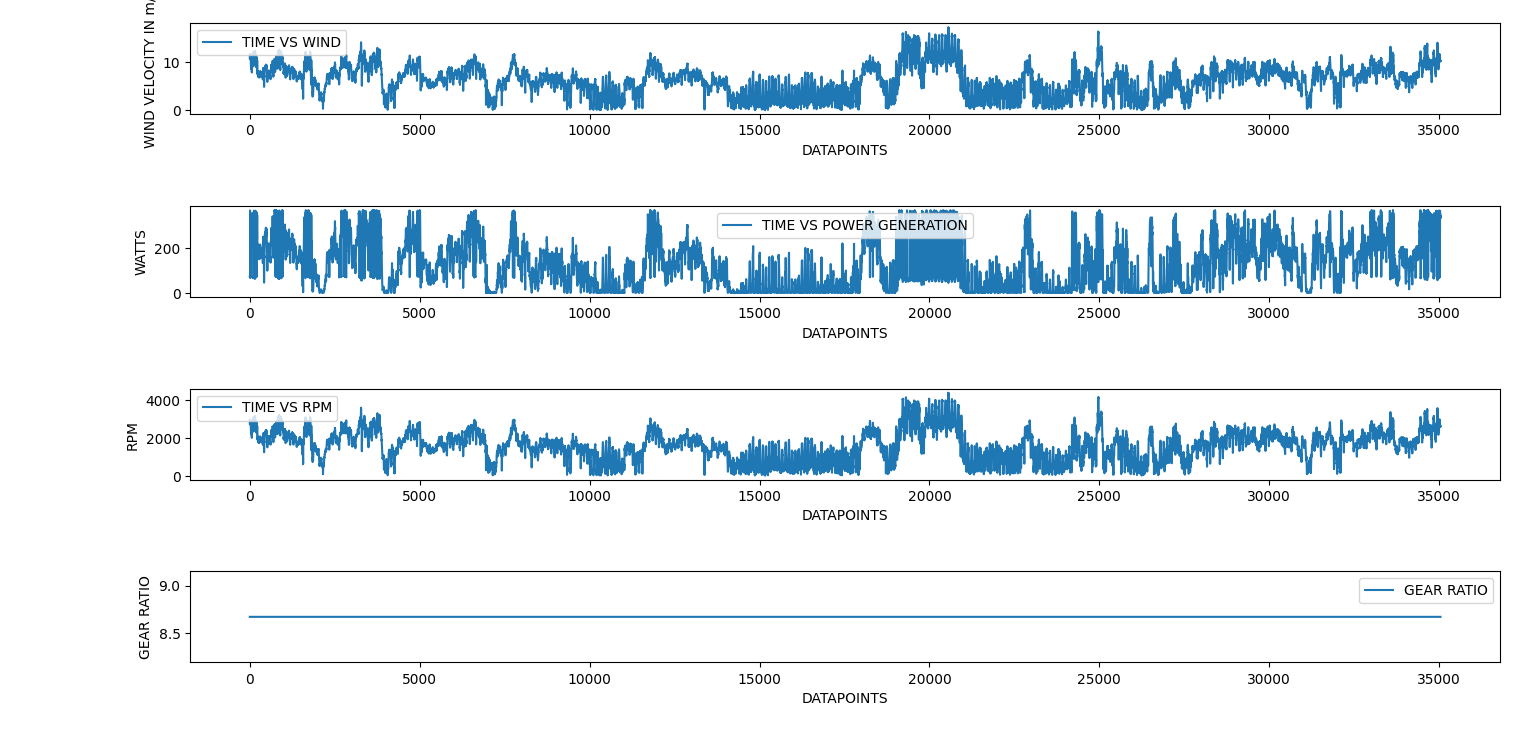 WIND VELOCITY IN m/
10
0
TIME VS WIND
0 5000 10000 15000 20000 25000 30000 35000
DATAPOINTS
WATTS
200
0
TIME VS POWER GENERATION
0 5000 10000 15000 20000 25000 30000 35000
DATAPOINTS
RPM
4000
2000
0
TIME VS RPM
0 5000 10000 15000 20000 25000 30000 35000
DATAPOINTS
GEAR RATIO
9.0
8.5
GEAR RATIO
0 5000 10000 15000 20000 25000 30000 35000
DATAPOINTS